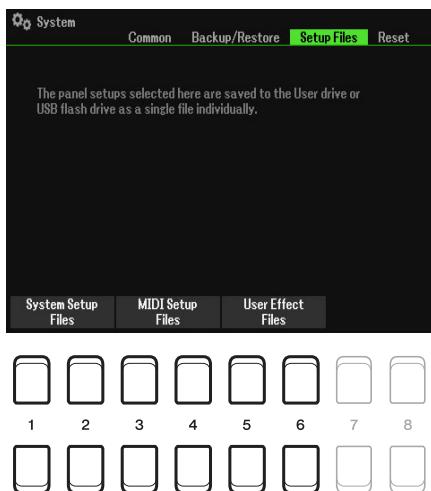 System
Common Backup/Restore Setup Files Reset
The panel setups selected here are saved to the User drive or
USB flash drive as a single file individually.
System Setup MIDI Setup User Effect
Files Files Files
1 2 3 4 5 6 7 8